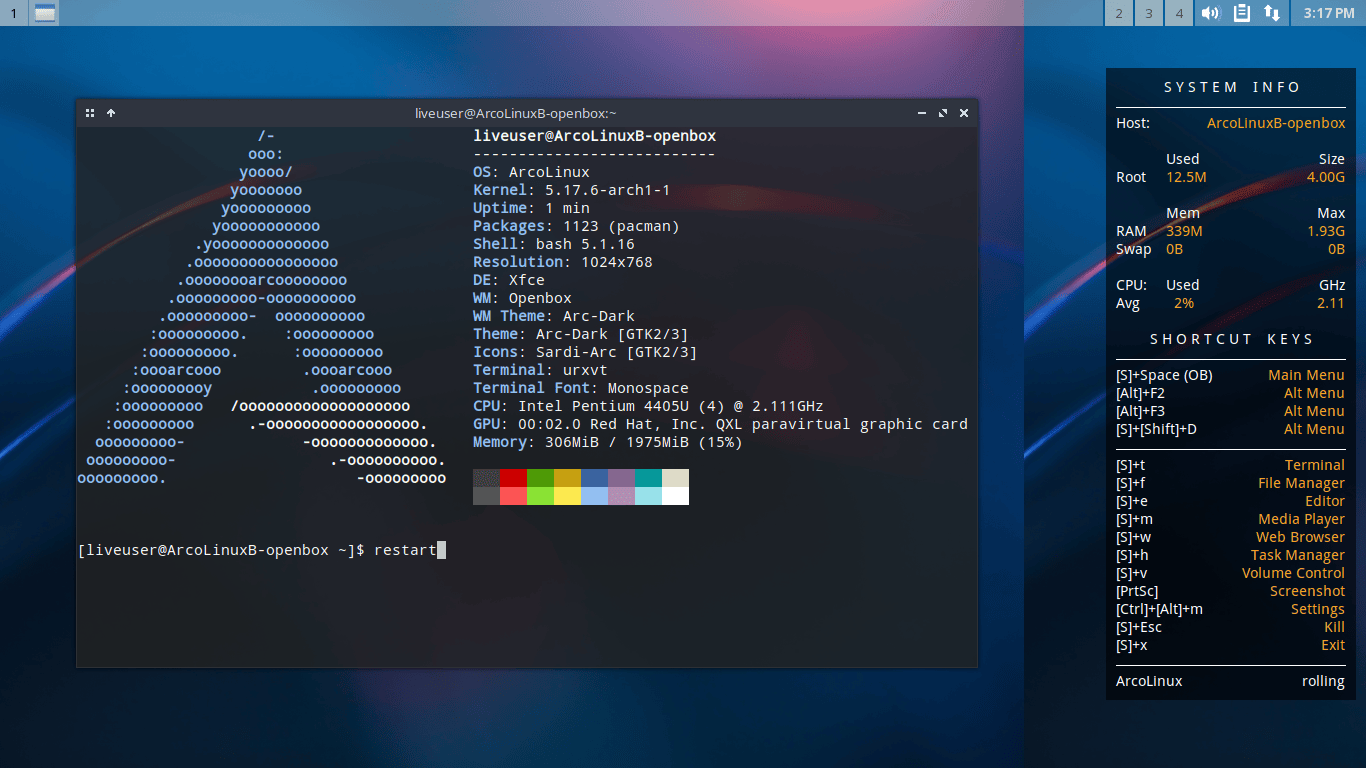 1
2 3 4 3:17 PM
liveuser@ArcoLinuxB-openbox:~
/-
ooo:
yoooo/
yooooooo
yooooooooo
yooooooooooo
.yooooooooooooo
.oooooooooooooooo
.oooooooarcoooooooo
.ooooooooo-oooooooooo
.ooooooooo-  oooooooooo
:ooooooooo.    :ooooooooo
:ooooooooo.      :ooooooooo
:oooarcooo         .oooarcooo
:ooooooooy           .ooooooooo
:ooooooooo   /ooooooooooooooooooo
:ooooooooo      .-ooooooooooooooooo.
ooooooooo-             -ooooooooooooo.
ooooooooo-                 .-oooooooooo.
ooooooooo.                     -ooooooooo
liveuser@ArcoLinuxB-openbox
---------------------------
OS: ArcoLinux
Kernel: 5.17.6-arch1-1
Uptime: 1 min
Packages: 1123 (pacman)
Shell: bash 5.1.16
Resolution: 1024x768
DE: Xfce
WM: Openbox
WM Theme: Arc-Dark
Theme: Arc-Dark [GTK2/3]
Icons: Sardi-Arc [GTK2/3]
Terminal: urxvt
Terminal Font: Monospace
CPU: Intel Pentium 4405U (4) @ 2.111GHz
GPU: 00:02.0 Red Hat, Inc. QXL paravirtual graphic card
Memory: 306MiB / 1975MiB (15%)
[liveuser@ArcoLinuxB-openbox ~]$ restart
SYSTEM INFO
Host: ArcoLinuxB-openbox
Used Size
Root 12.5M 4.00G
Mem Max
RAM 339M 1.93G
Swap 0B 0B
CPU: Used GHz
Avg 2% 2.11
SHORTCUT KEYS
[S]+Space (OB) Main Menu
[Alt]+F2 Alt Menu
[Alt]+F3 Alt Menu
[S]+[Shift]+D Alt Menu
[S]+t Terminal
[S]+f File Manager
[S]+e Editor
[S]+m Media Player
[S]+w Web Browser
[S]+h Task Manager
[S]+v Volume Control
[PrtSc] Screenshot
[Ctrl]+[Alt]+m Settings
[S]+Esc Kill
[S]+x Exit
ArcoLinux rolling